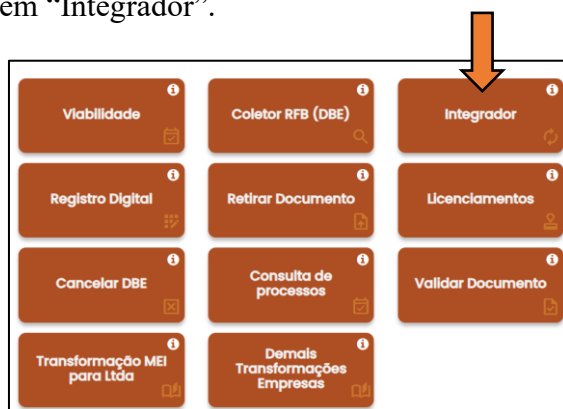 em “Integrador”.
Viabilidade
Coletor RFB (DBE)
Integrador
Registro Digital
Retirar Documento
Licenciamentos
Cancelar DBE
Consulta de
processos
Validar Documento
Transformação MEI
para Ltda
Demais
Transformações
Empresas